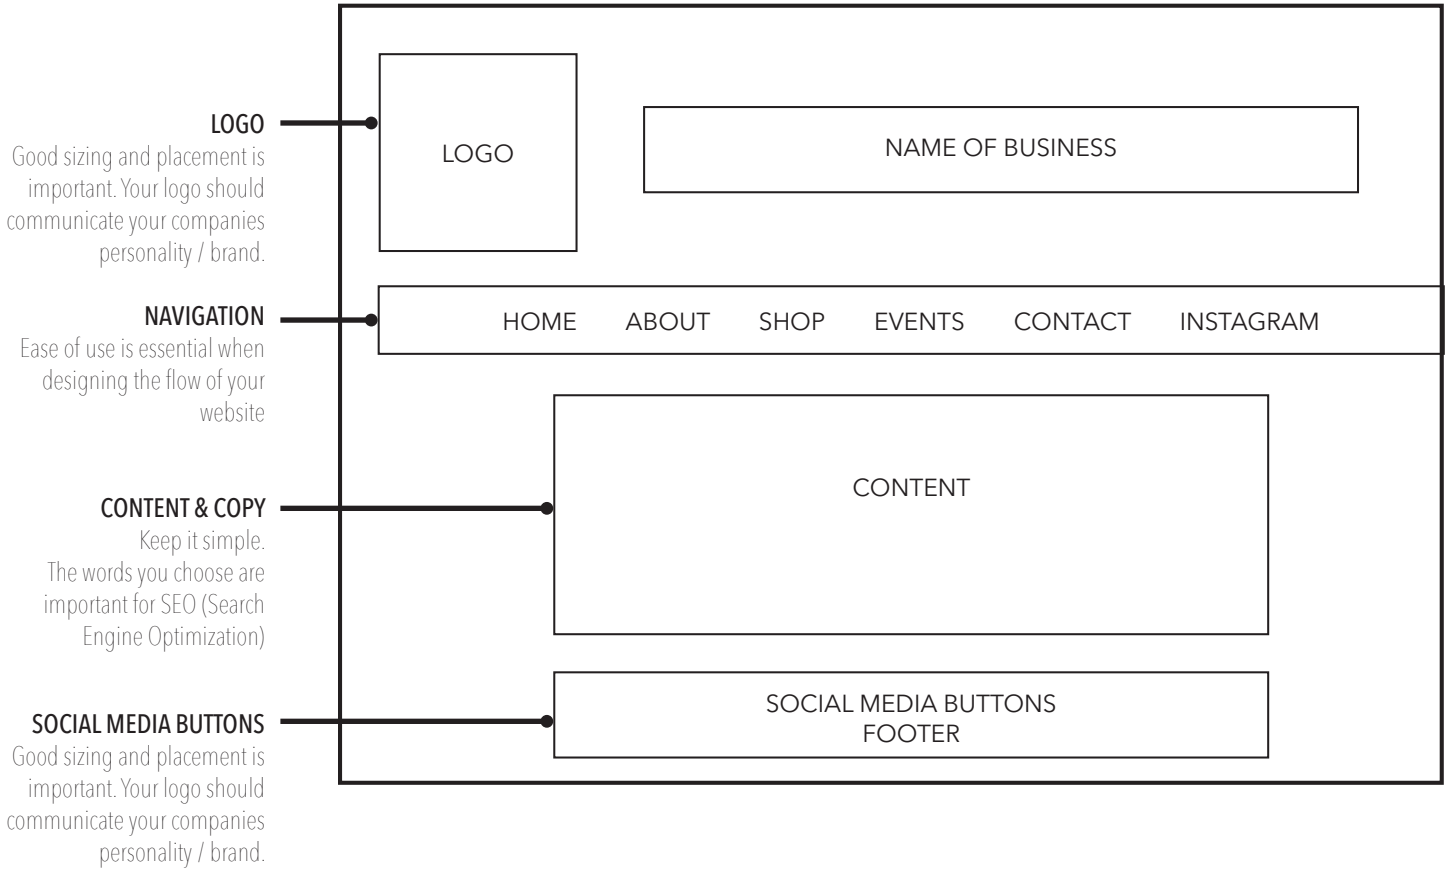 LOGO
Good sizing and placement is
important. Your logo should
communicate your companies
personality / brand.
NAVIGATION
Ease of use is essential when
designing the flow of your
website
CONTENT & COPY
Keep it simple.
The words you choose are
important for SEO (Search
Engine Optimization)
SOCIAL MEDIA BUTTONS
Good sizing and placement is
important. Your logo should
communicate your companies
personality / brand.
LOGO
NAME OF BUSINESS
HOME ABOUT SHOP EVENTS CONTACT INSTAGRAM
CONTENT
SOCIAL MEDIA BUTTONS
FOOTER